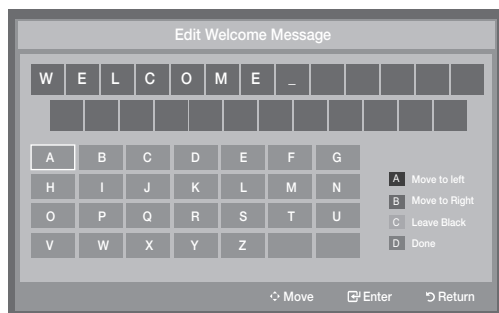 Edit Welcome Message
W E L C O M E _
A B C D E F G
H I J K L M N
O P Q R S T U
V W X Y Z
A Move to left
B Move to Right
C Leave Black
D Done
Move Enter Return